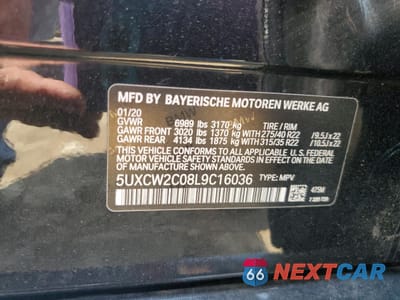 MFD BY BAYERISCHE MOTOREN WERKE AG
01/20
GVWR 6989 lbs 3170 kg TIRE / RIM
GAWR FRONT 3020 lbs 1370 kg WITH 275/40 R22 /9.5J x 22
GAWR REAR 4134 lbs 1875 kg WITH 315/35 R22 /10.5J x 22
THIS VEHICLE CONFORMS TO ALL APPLICABLE
U.S. FEDERAL MOTOR VEHICLE SAFETY
STANDARDS IN EFFECT ON THE DATE OF
MANUFACTURE SHOWN ABOVE.
5UXCW2C08L9C16036 TYPE: MPV
475M
66 NEXTCAR